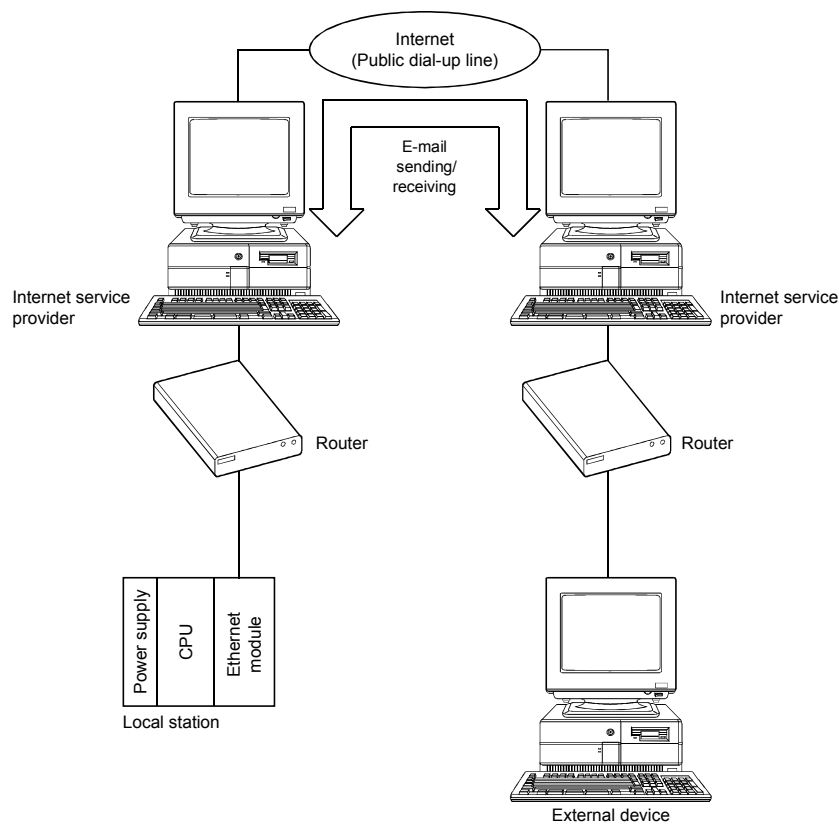 Internet
(Public dial-up line)
E-mail
sending/
receiving
Internet service
provider
Internet service
provider
Router
Router
Power supply
CPU
Ethernet
module
Local station
External device